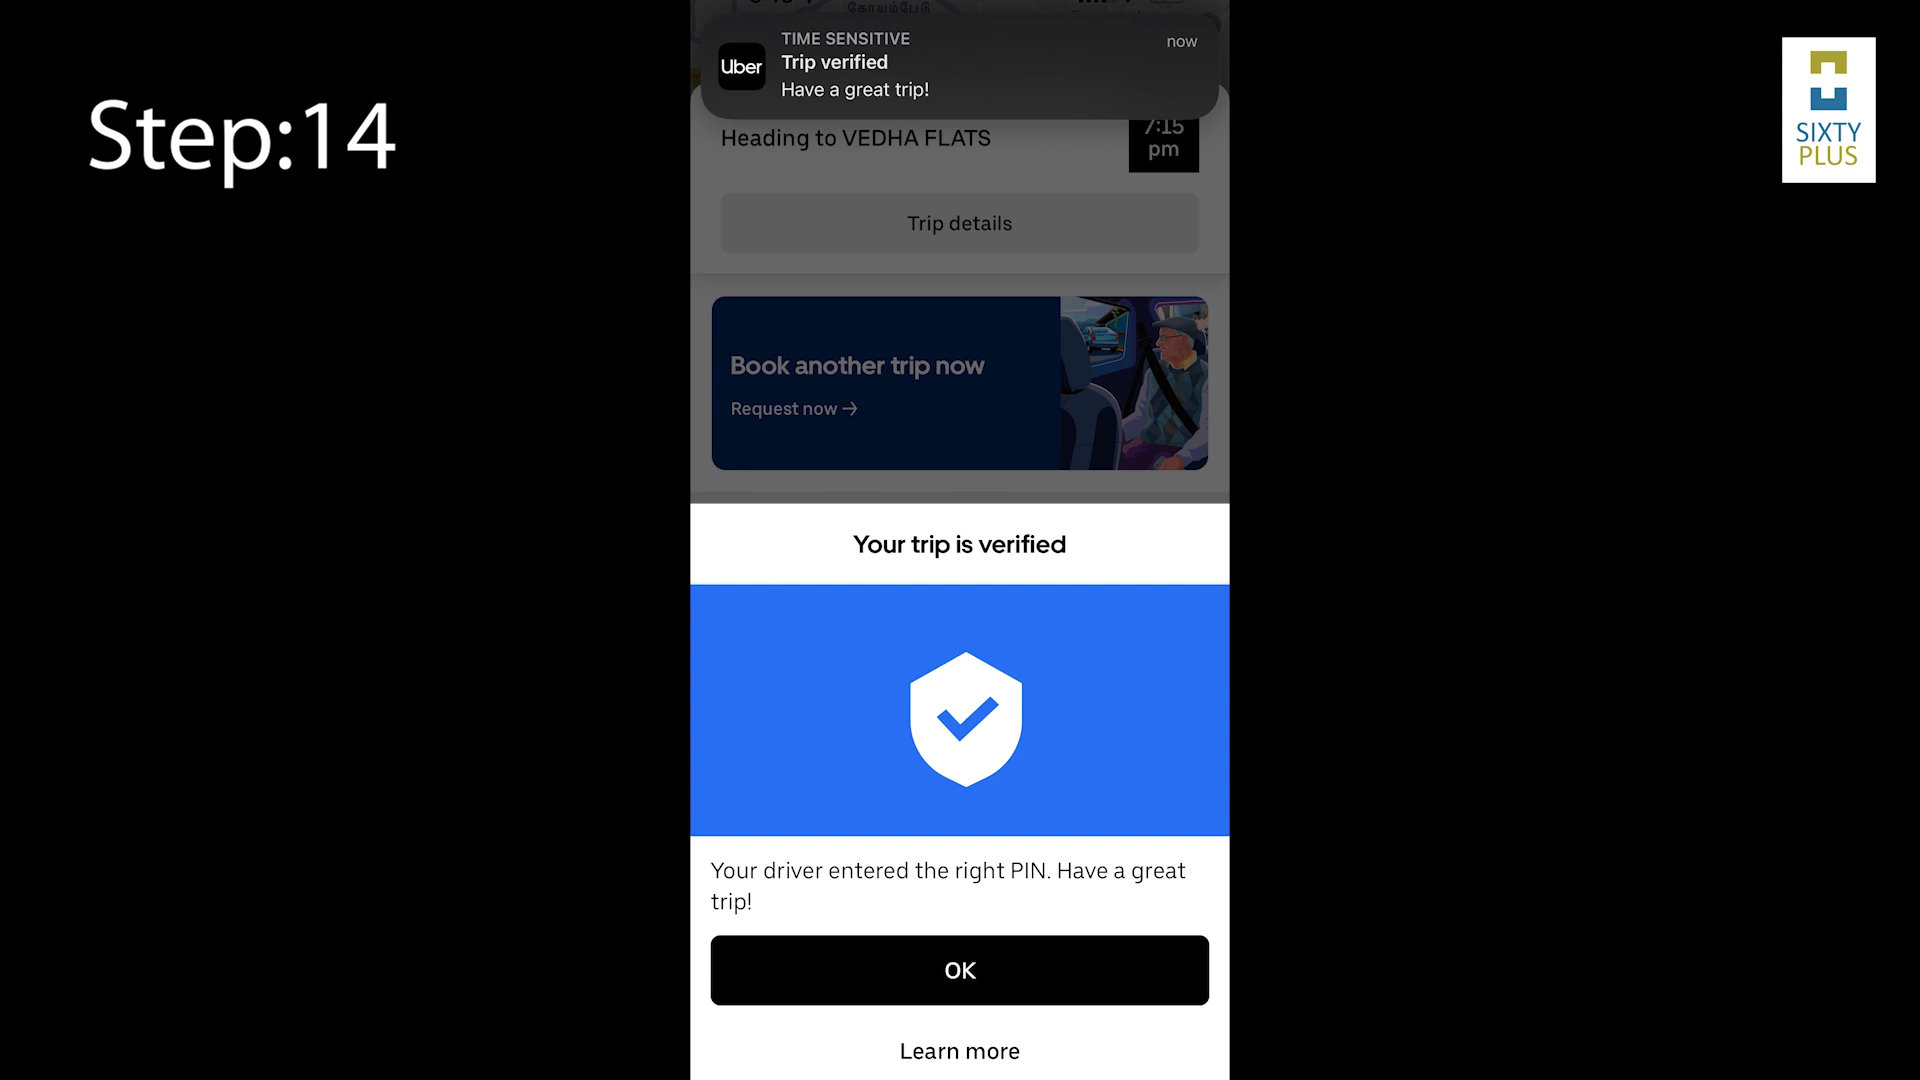 Step:14
TIME SENSITIVE
now
Uber
Trip verified
Have a great trip!
கோயம்பேடு
Heading to VEDHA FLATS
7:15
pm
Trip details
Book another trip now
Request now →
Your trip is verified
Your driver entered the right PIN. Have a great
trip!
OK
Learn more
SIXTY
PLUS